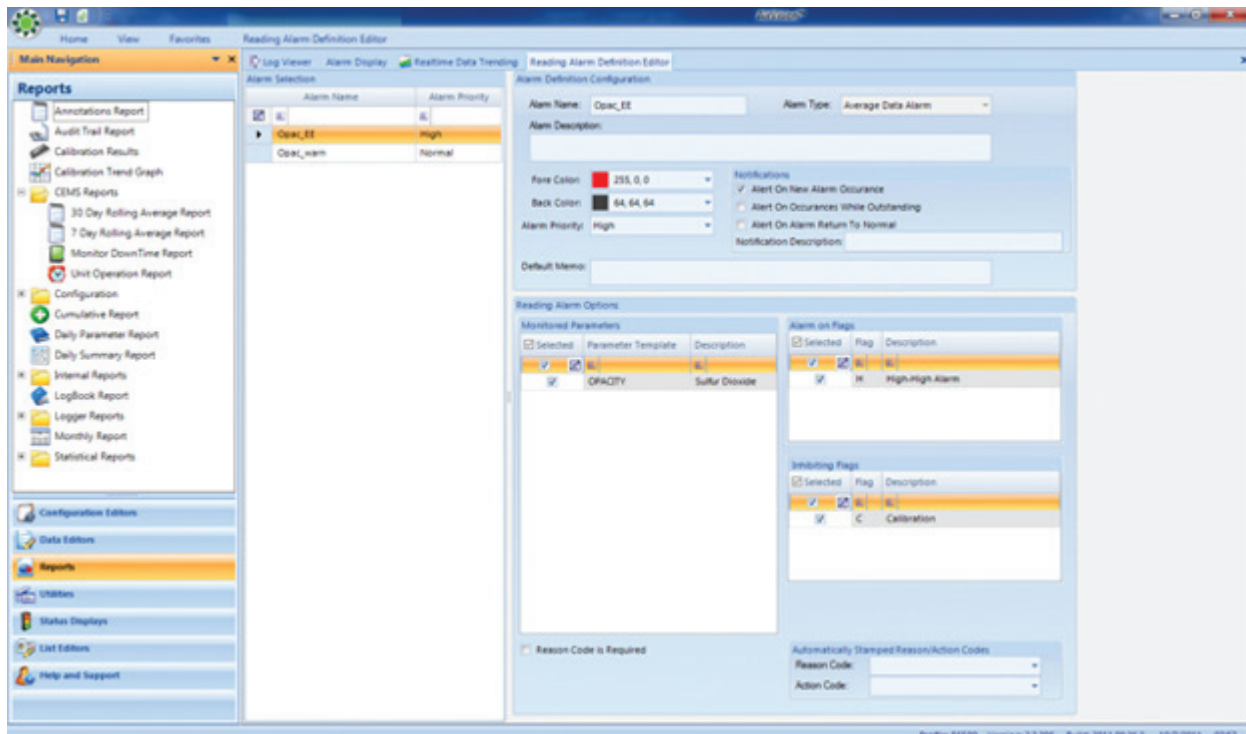 Home View Favorites Reading Alarm Definition Editor
Main Navigation
Log Viewer Alarm Display Realtime Data Trending Reading Alarm Definition Editor
Reports
Annotations Report
Audit Trail Report
Calibration Results
Calibration Trend Graph
CEMS Reports
30 Day Rolling Average Report
7 Day Rolling Average Report
Monitor DownTime Report
Unit Operation Report
Configuration
Cumulative Report
Daily Parameter Report
Daily Summary Report
Internal Reports
LogBook Report
Logger Reports
Monthly Report
Statistical Reports
Configuration Editors
Data Editors
Reports
Utilities
Status Displays
List Editors
Help and Support
Alarm Selection
Alarm Name Alarm Priority
Opac_EE High
Opac_warn Normal
Alarm Definition Configuration
Alarm Name: Opac_EE Alarm Type: Average Data Alarm
Alarm Description:
Fore Color: 255, 0, 0
Back Color: 64, 64, 64
Alarm Priority: High
Notifications
Alert On New Alarm Occurance
Alert On Occurances While Outstanding
Alert On Alarm Return To Normal
Notification Description:
Default Memo:
Reading Alarm Options
Monitored Parameters
Selected Parameter Template Description
OPACITY Sulfur Dioxide
Alarm on Flags
Selected Flag Description
H High-High Alarm
Inhibiting Flags
Selected Flag Description
C Calibration
Reason Code is Required
Automatically Stamped Reason/Action Codes
Reason Code:
Action Code: